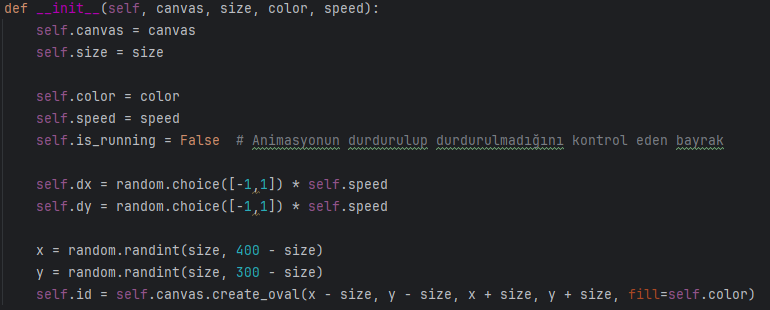 def __init__(self, canvas, size, color, speed):
    self.canvas = canvas
    self.size = size

    self.color = color
    self.speed = speed
    self.is_running = False  # Animasyonun durdurulup durdurulmadığını kontrol eden bayrak

    self.dx = random.choice([-1,1]) * self.speed
    self.dy = random.choice([-1,1]) * self.speed

    x = random.randint(size, 400 - size)
    y = random.randint(size, 300 - size)
    self.id = self.canvas.create_oval(x - size, y - size, x + size, y + size, fill=self.color)